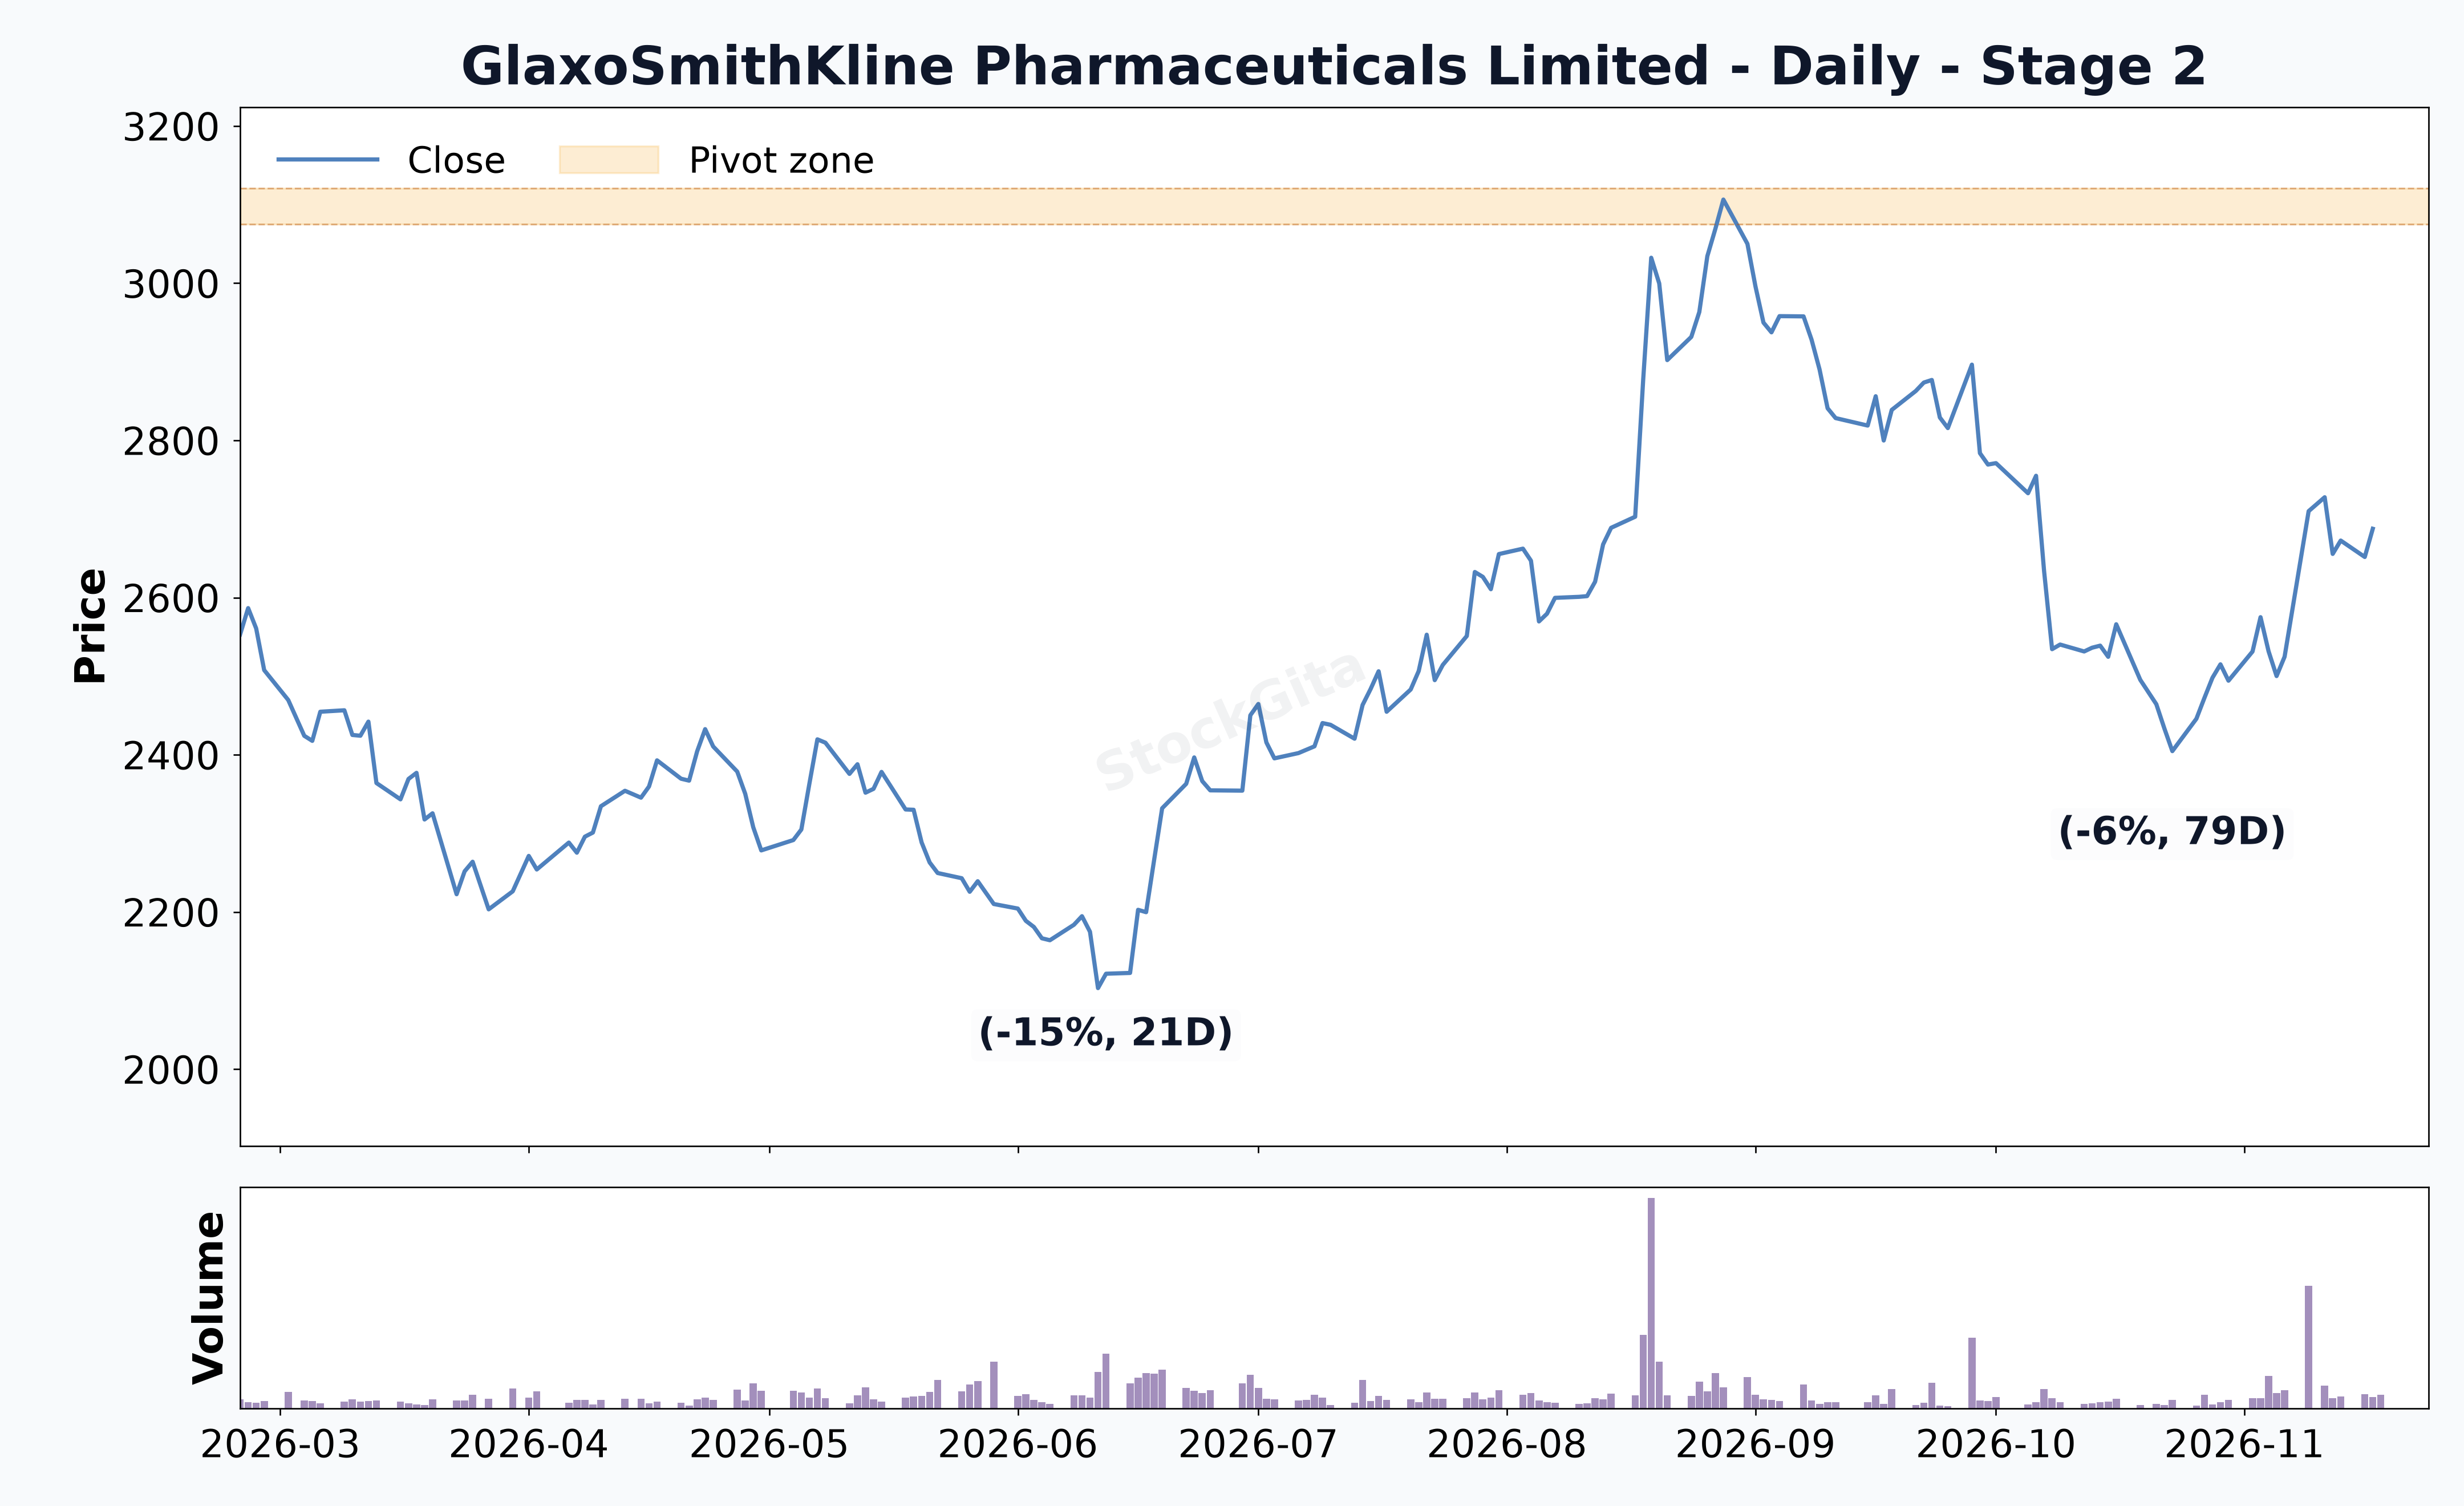 GlaxoSmithKline Pharmaceuticals Limited - Daily - Stage 2
Close
Pivot zone
3200
3000
2800
2600
2400
2200
2000
Price
StockGita
(-15%, 21D)
(-6%, 79D)
Volume
2026-03
2026-04
2026-05
2026-06
2026-07
2026-08
2026-09
2026-10
2026-11